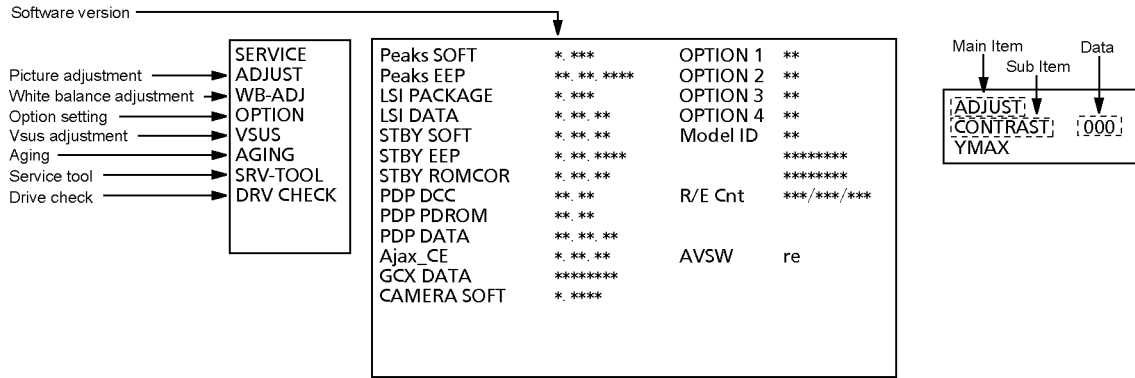 Software version
SERVICE
Picture adjustment ADJUST
White balance adjustment WB-ADJ
Option setting OPTION
Vsus adjustment VSUS
Aging AGING
Service tool SRV-TOOL
Drive check DRV CHECK
Peaks SOFT *. *** OPTION 1 **
Peaks EEP **. **. **** OPTION 2 **
LSI PACKAGE *. *** OPTION 3 **
LSI DATA *. **. ** OPTION 4 **
STBY SOFT *. **. ** Model ID **
STBY EEP *. **. **** ********
STBY ROMCOR *. **. ** ********
PDP DCC **. ** R/E Cnt ***/***/***
PDP PDROM **. **
PDP DATA **. **. **
Ajax_CE *. **. ** AVSW re
GCX DATA ********
CAMERA SOFT *. ****
Main Item Data
Sub Item
ADJUST
CONTRAST 000
YMAX